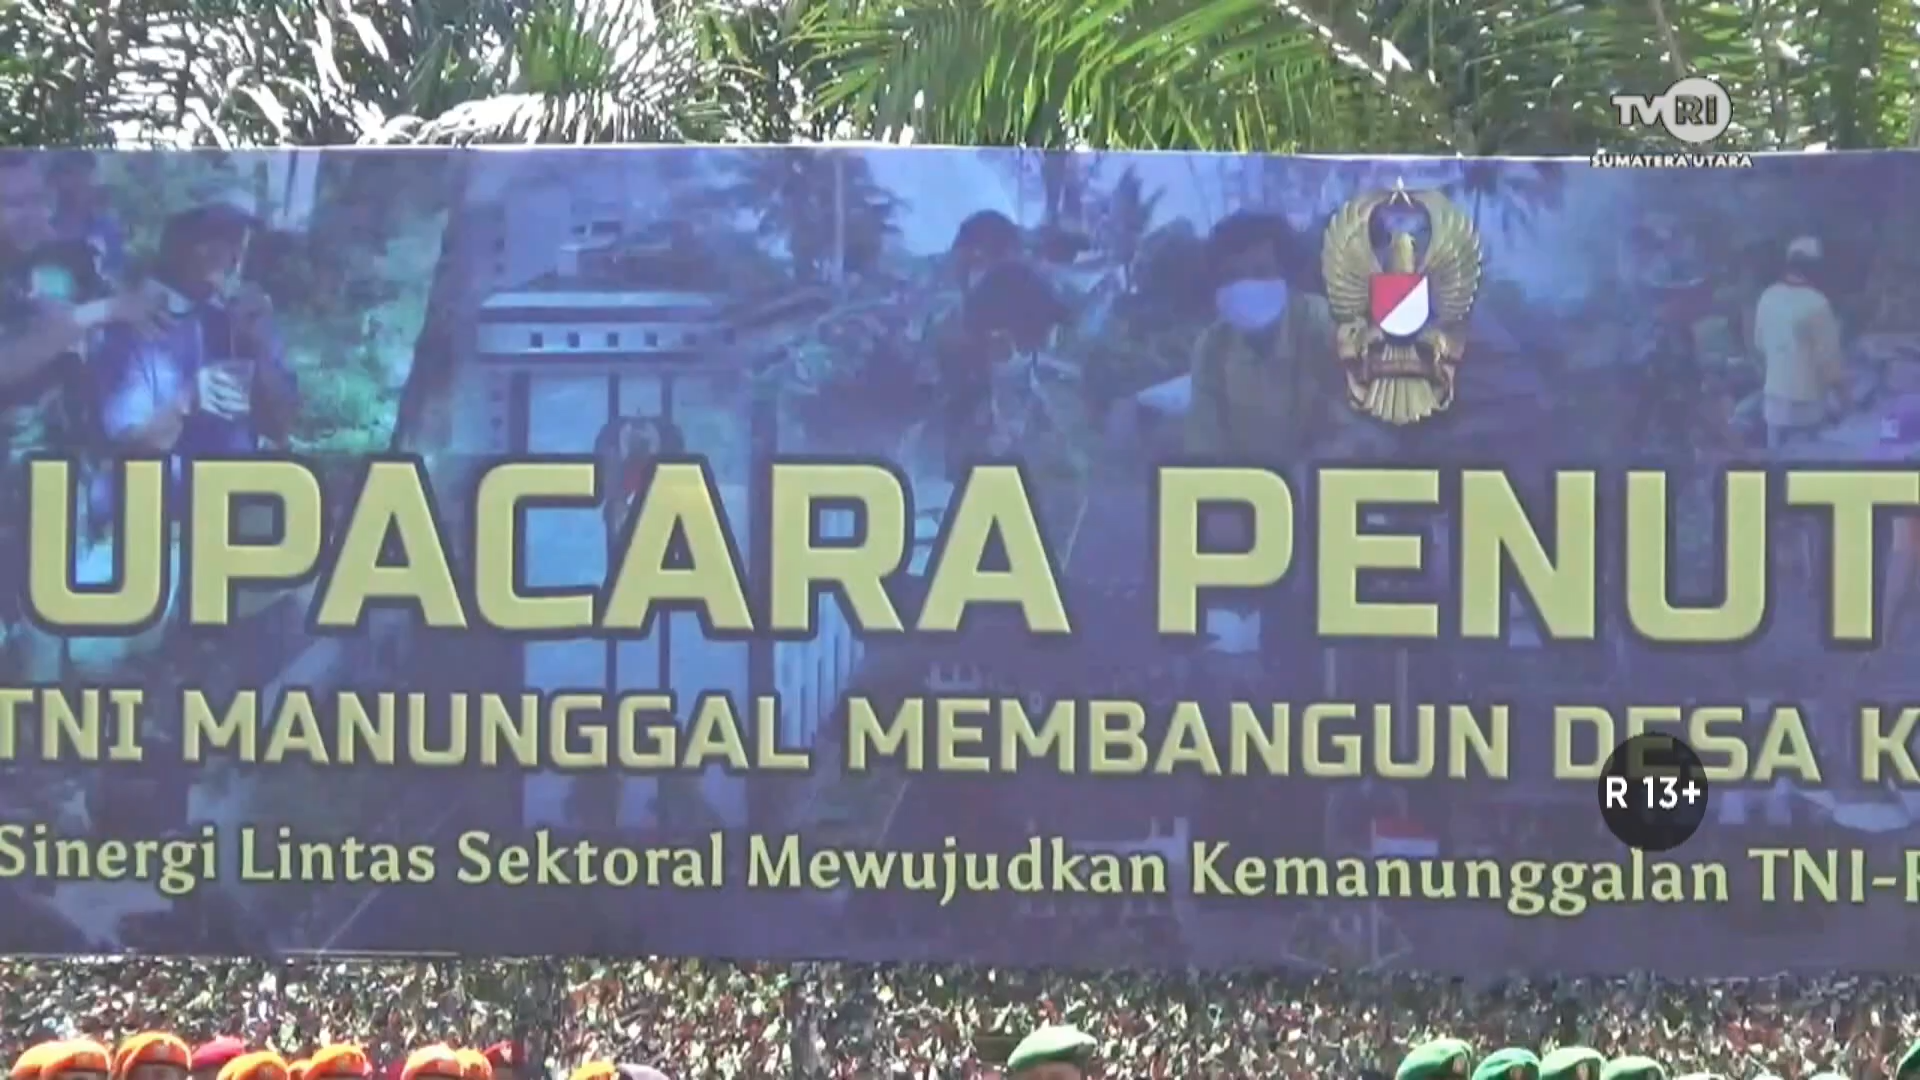 TVRI
SUMATERA UTARA
UPACARA PENUT
TNI MANUNGGAL MEMBANGUN DESA K
R 13+
Sinergi Lintas Sektoral Mewujudkan Kemanunggalan TNI-R